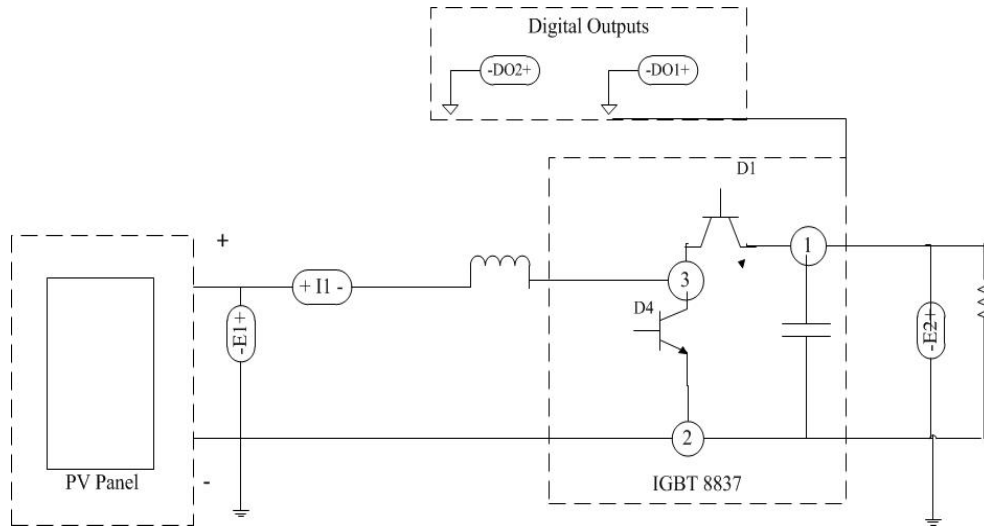 Digital Outputs
-DO2+
-DO1+
D1
+
1
+ I1 -
3
D4
-E1+
-E2+
2
PV Panel
-
IGBT 8837